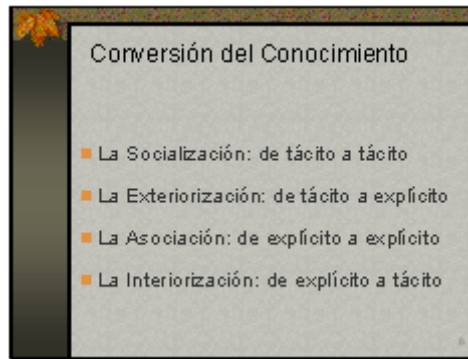 Conversión del Conocimiento
La Socialización: de tácito a tácito
La Exteriorización: de tácito a explícito
La Asociación: de explícito a explícito
La Interiorización: de explícito a tácito